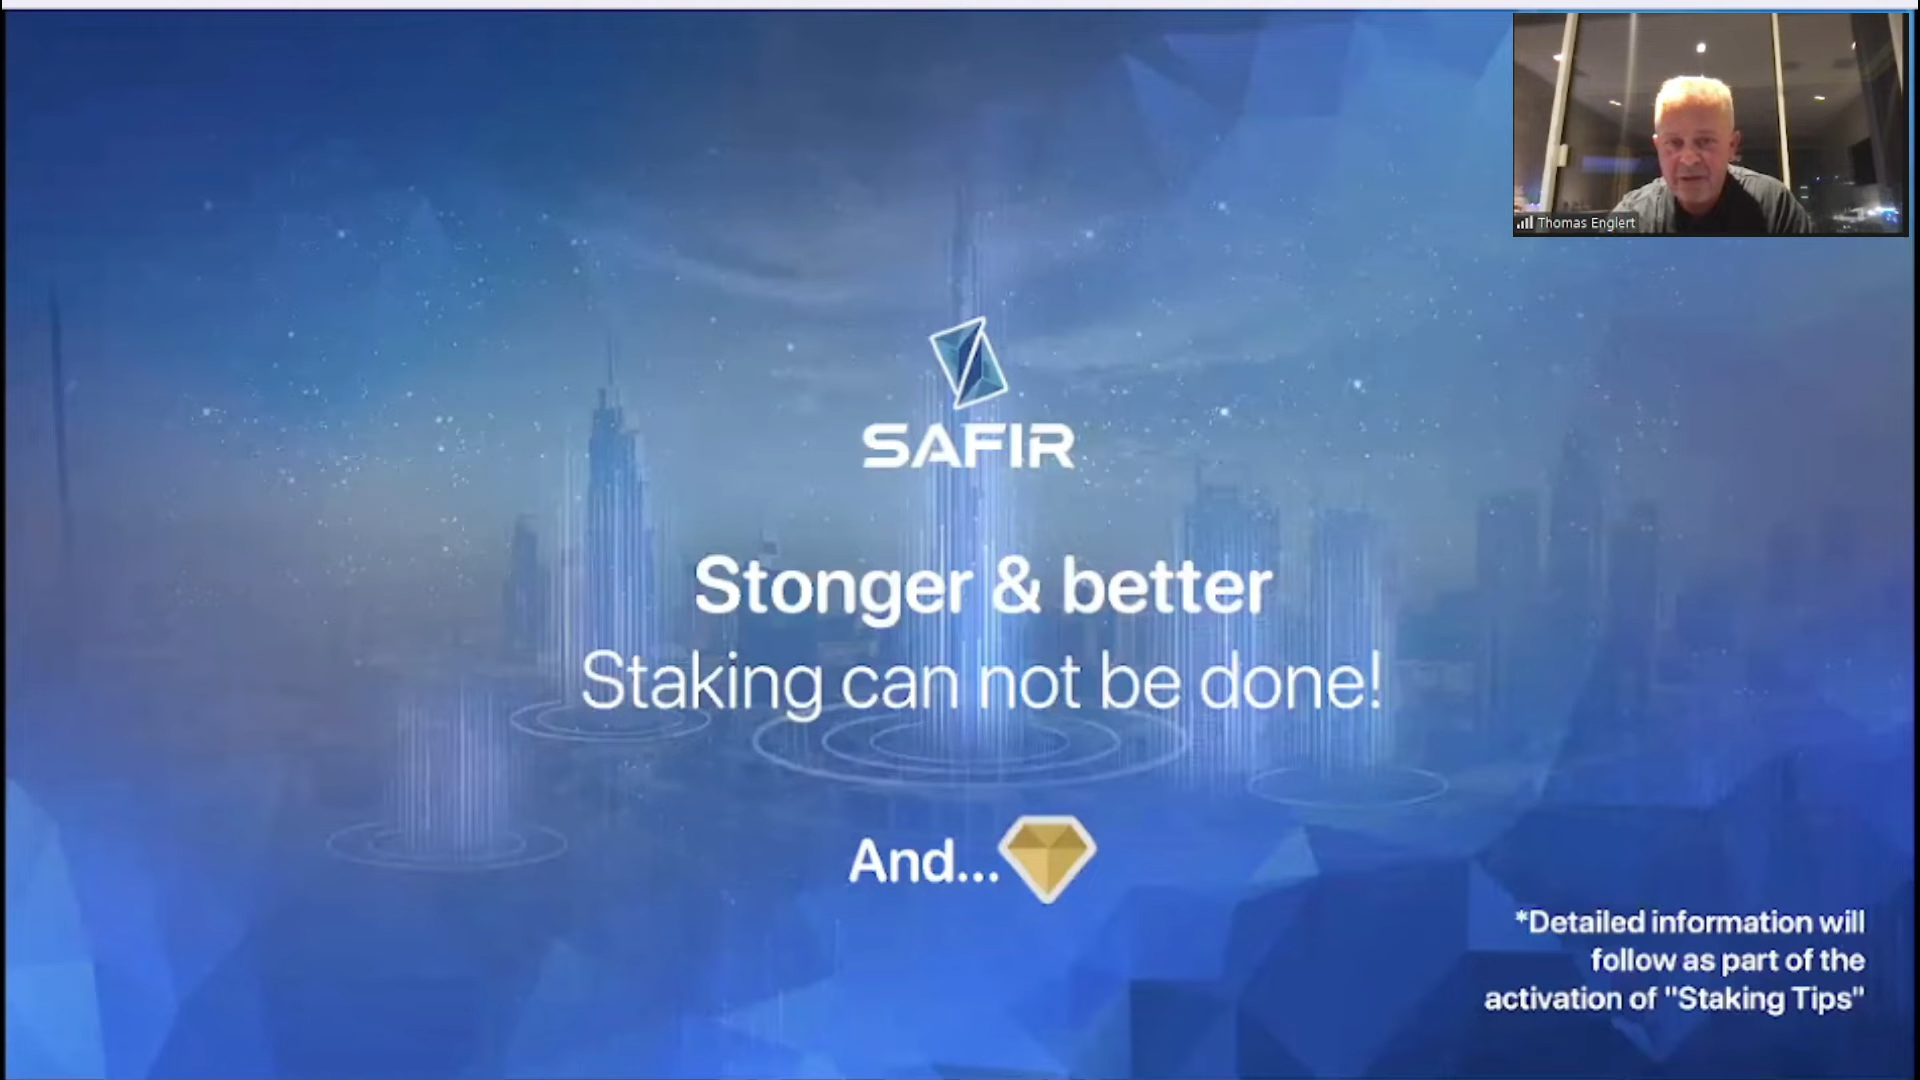 Thomas Englert
SAFIR
Stonger & better
Staking can not be done!
And...
*Detailed information will
follow as part of the
activation of "Staking Tips"